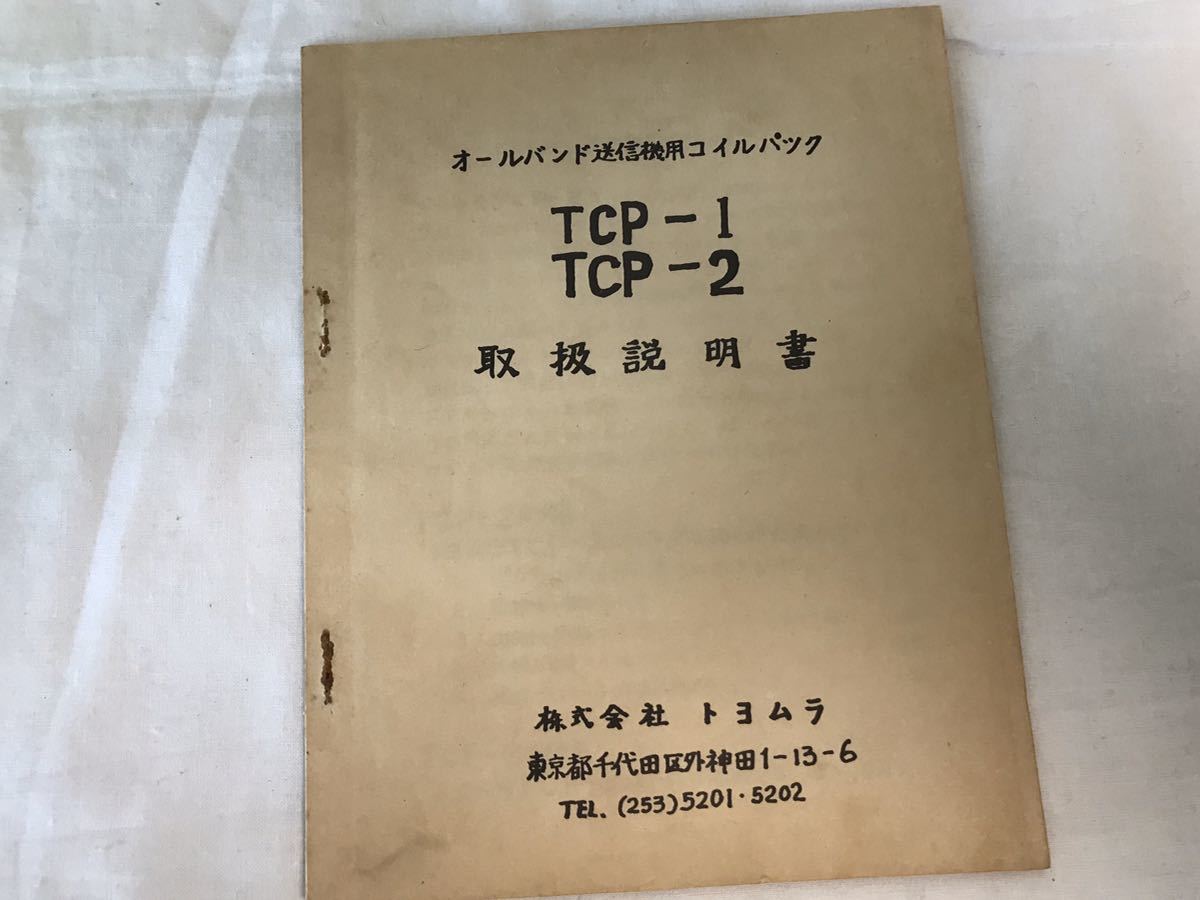 オールバンド送信機用コイルパツク
TCP-1
TCP-2
取扱説明書
株式会社 トヨムラ
東京都千代田区外神田1-13-6
TEL. (253)5201・5202